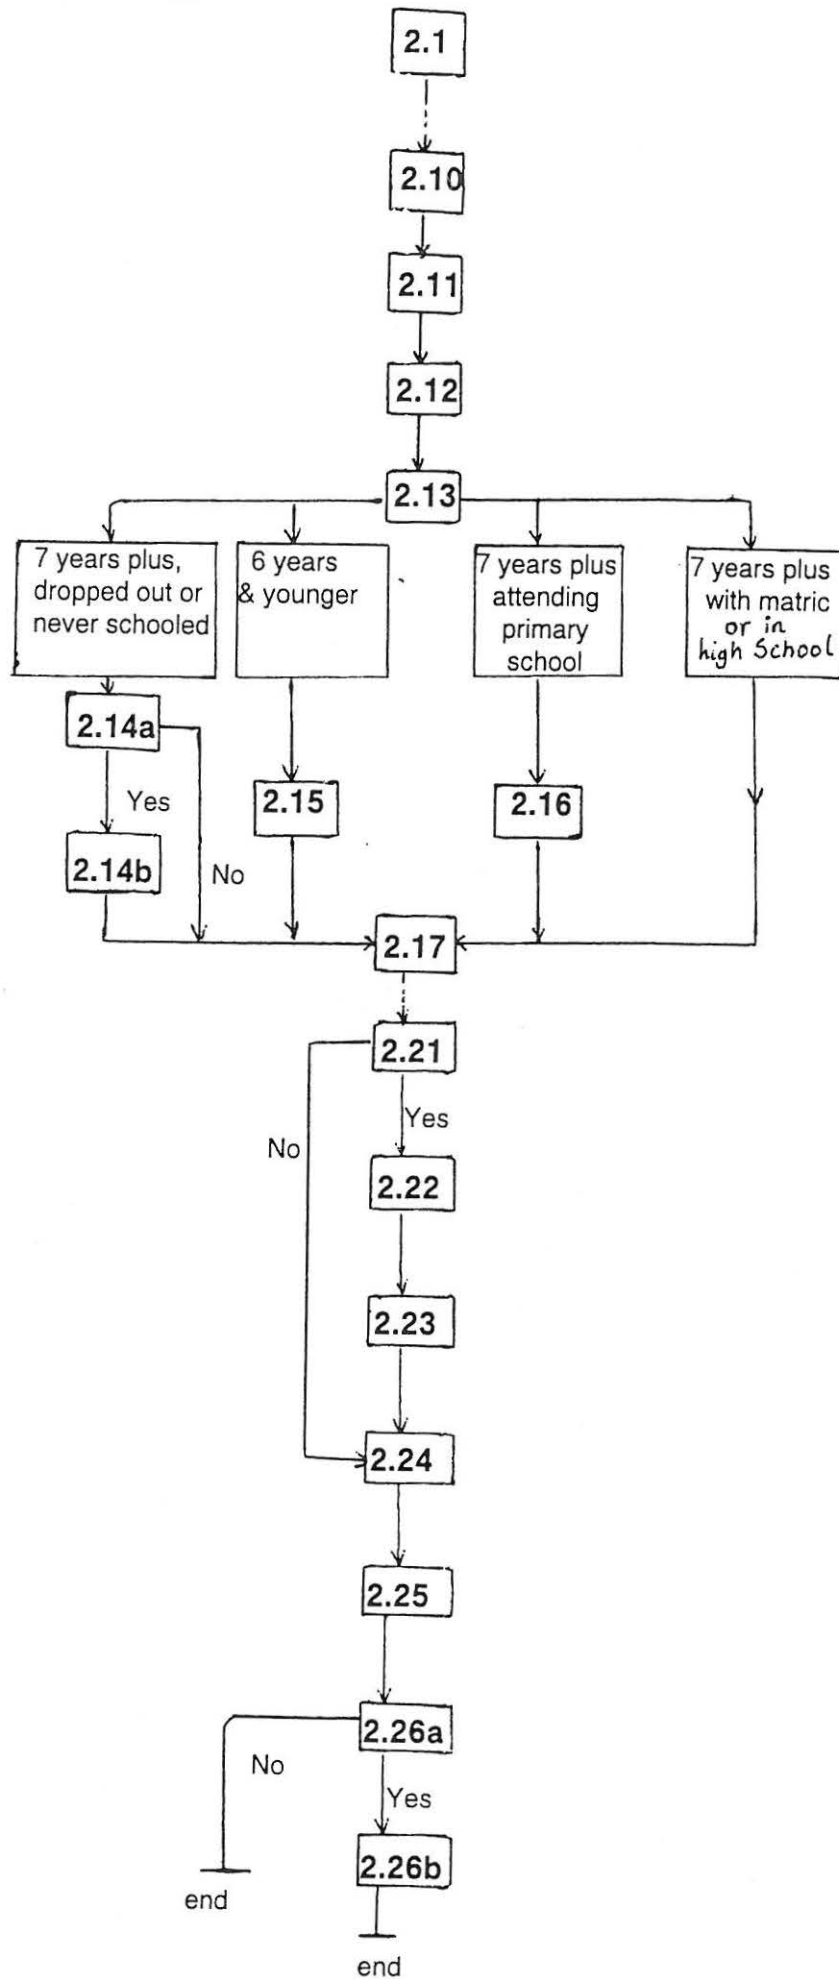 2.1
2.10
2.11
2.12
2.13
7 years plus,
dropped out or
never schooled
6 years
& younger
7 years plus
attending
primary
school
7 years plus
with matric
or in
high School
2.14a
Yes
2.14b
No
2.15
2.16
2.17
2.21
Yes
No
2.22
2.23
2.24
2.25
2.26a
No
Yes
2.26b
end
end